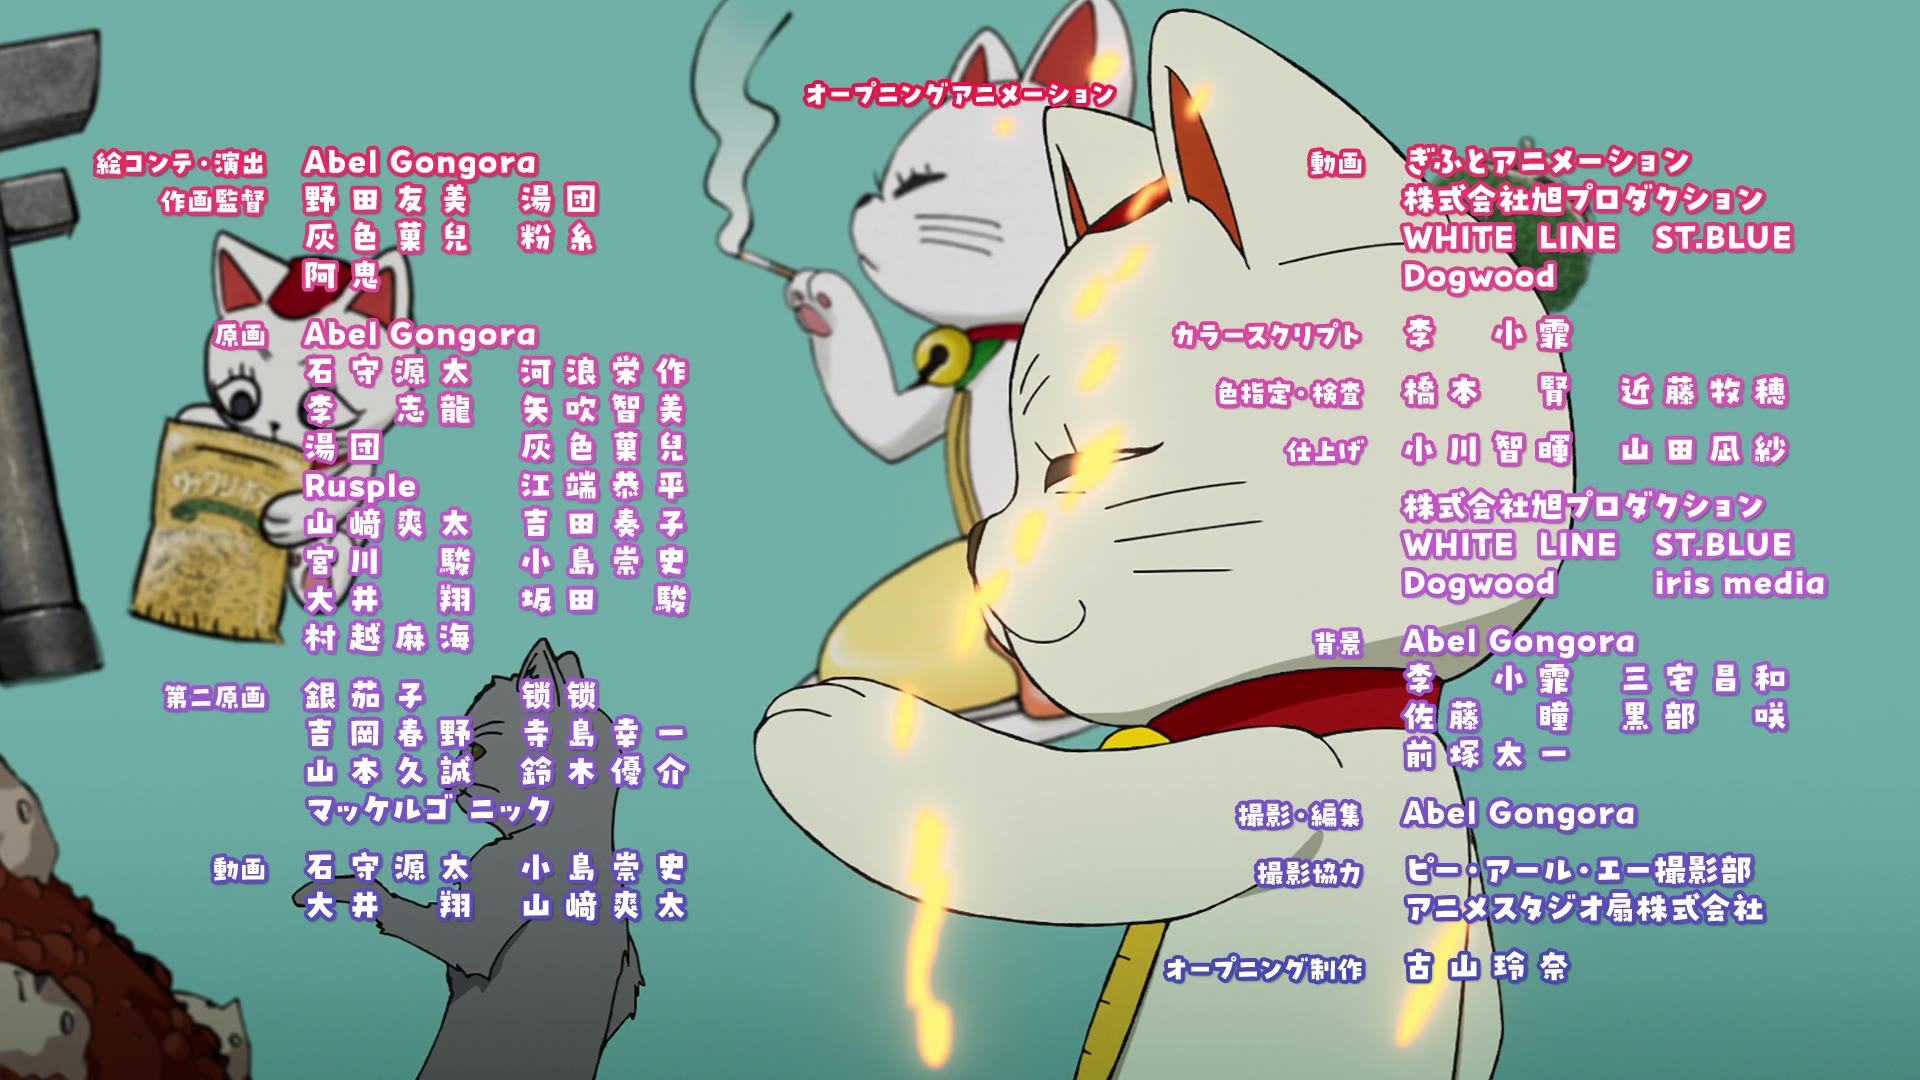 オープニングアニメーション
絵コンテ・演出 Abel Gongora
作画監督 野田友美 湯団
灰色菓兒 粉糸
阿鬼
原画 Abel Gongora
石守源太 河浪栄作
李志龍 矢吹智美
湯団 灰色菓兒
Rusple 江端恭平
山﨑爽太 吉田奏子
宮川駿 小島崇史
大井翔 坂田駿
村越麻海
第二原画 銀茄子 锁锁
吉岡春野 寺島幸一
山本久誠 鈴木優介
マッケルゴ ニック
動画 石守源太 小島崇史
大井翔 山﨑爽太
動画 ぎふとアニメーション
株式会社旭プロダクション
WHITE LINE ST.BLUE
Dogwood
カラースクリプト 李小霏
色指定・検査 橋本賢 近藤牧穂
仕上げ 小川智暉 山田凪紗
株式会社旭プロダクション
WHITE LINE ST.BLUE
Dogwood iris media
背景 Abel Gongora
李小霏 三宅昌和
佐藤瞳 黒部咲
前塚太一
撮影・編集 Abel Gongora
撮影協力 ピー・アール・エー撮影部
アニメスタジオ扇株式会社
オープニング制作 古山玲奈